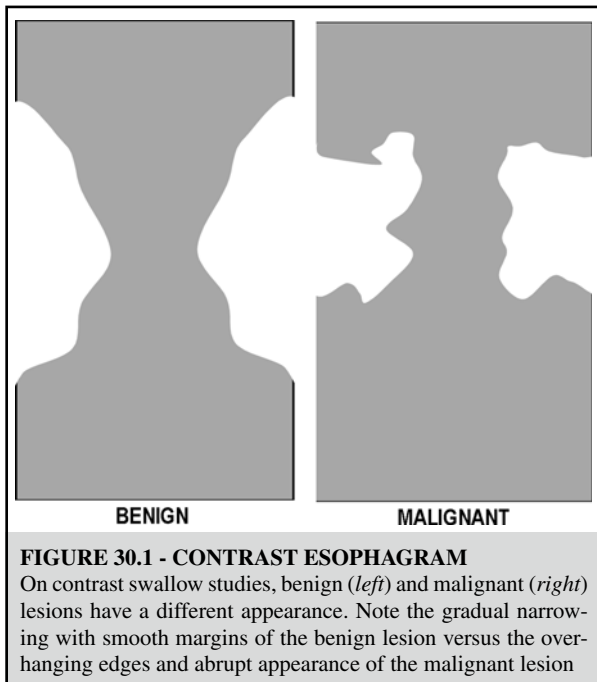 BENIGN
MALIGNANT
FIGURE 30.1 - CONTRAST ESOPHAGRAM
On contrast swallow studies, benign (left) and malignant (right)
lesions have a different appearance. Note the gradual narrow-
ing with smooth margins of the benign lesion versus the over-
hanging edges and abrupt appearance of the malignant lesion